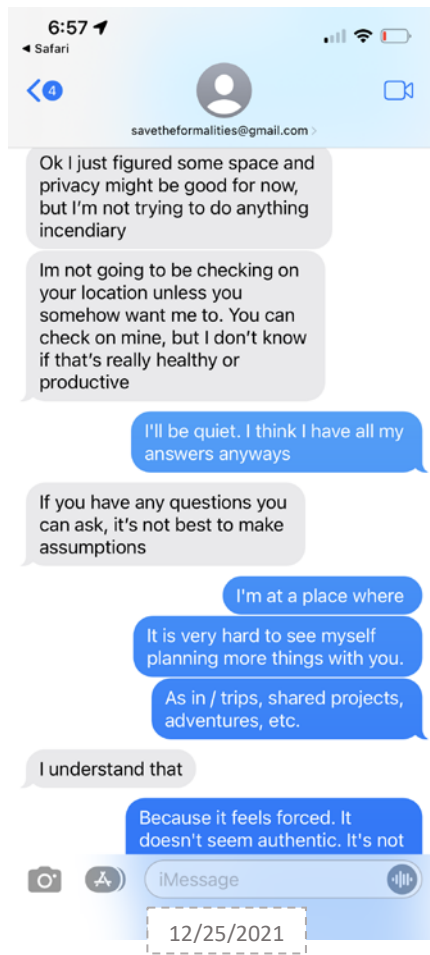 6:57
Safari
4
savetheformalities@gmail.com
Ok I just figured some space and
privacy might be good for now,
but I'm not trying to do anything
incendiary
Im not going to be checking on
your location unless you
somehow want me to. You can
check on mine, but I don't know
if that's really healthy or
productive
I'll be quiet. I think I have all my
answers anyways
If you have any questions you
can ask, it's not best to make
assumptions
I'm at a place where
It is very hard to see myself
planning more things with you.
As in / trips, shared projects,
adventures, etc.
I understand that
Because it feels forced. It
doesn't seem authentic. It's not
iMessage
12/25/2021